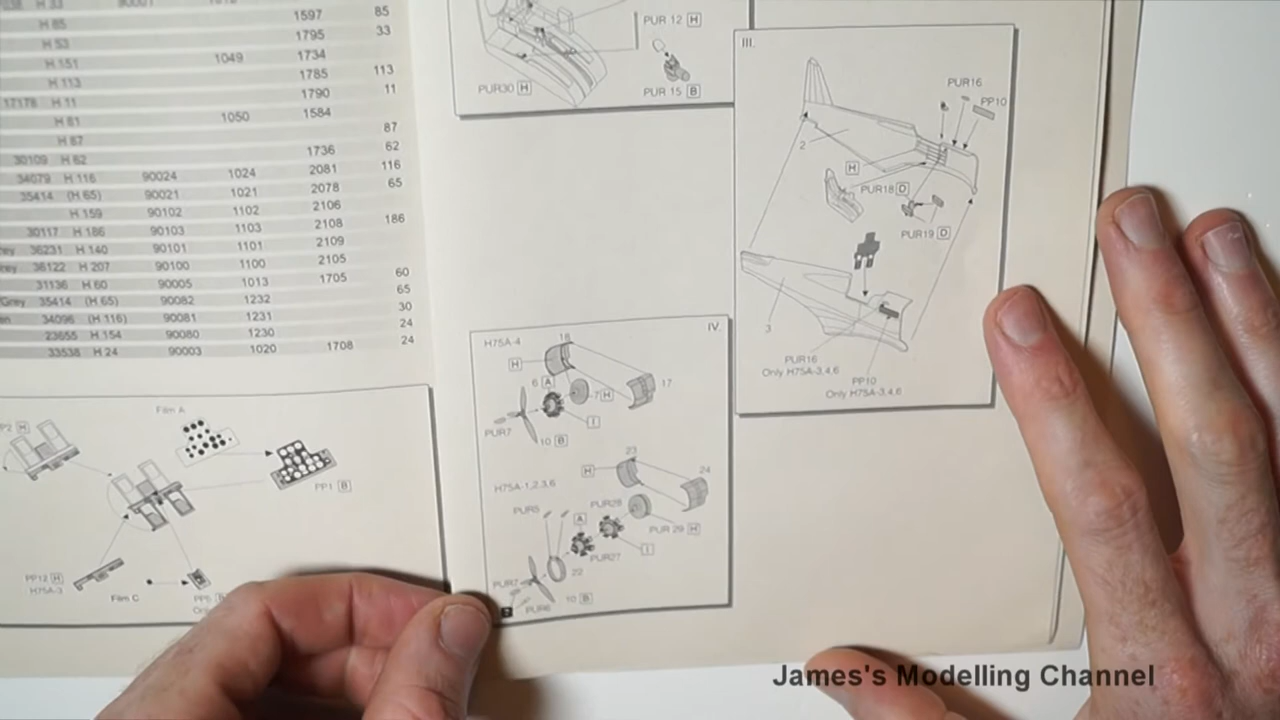 H 33 90001
H 85 1597 85
H 53 1795 33
H 151 1049 1734
H 113 1785 113
17178 H 11 1790 11
H 81 1050 1584
H 67 87
30109 H 62 1736 62
34079 H 116 90024 1024 2081 116
35414 (H 65) 90021 1021 2078 65
H 159 90102 1102 2106
30117 H 186 90103 1103 2108 186
36231 H 140 90101 1101 2109
36122 H 207 90100 1100 2105
31136 H 60 90005 1013 1705 60
/Grey 35414 (H 65) 90082 1232 65
34096 (H 116) 90081 1231 30
23655 H 154 90080 1230 24
33538 H 24 90003 1020 1708 24
PUR 12 H
PUR30 H
PUR 15 B
III.
PUR16
PP10
2
H
PUR18 D
PUR19 D
3
PUR16
Only H75A-3,4,6
PP10
Only H75A-3,4,6
IV.
H75A-4
18
H
6 A
17
7 H
I
PUR7
10 B
23
H
24
H75A-1,2,3,6
PUR28
PUR5
A
PUR 29 H
I
PUR27
22
PUR7
10 B
PUR6
?
Film A
H
PP1 B
PP12 H
H75A-3
Film C
James's Modelling Channel